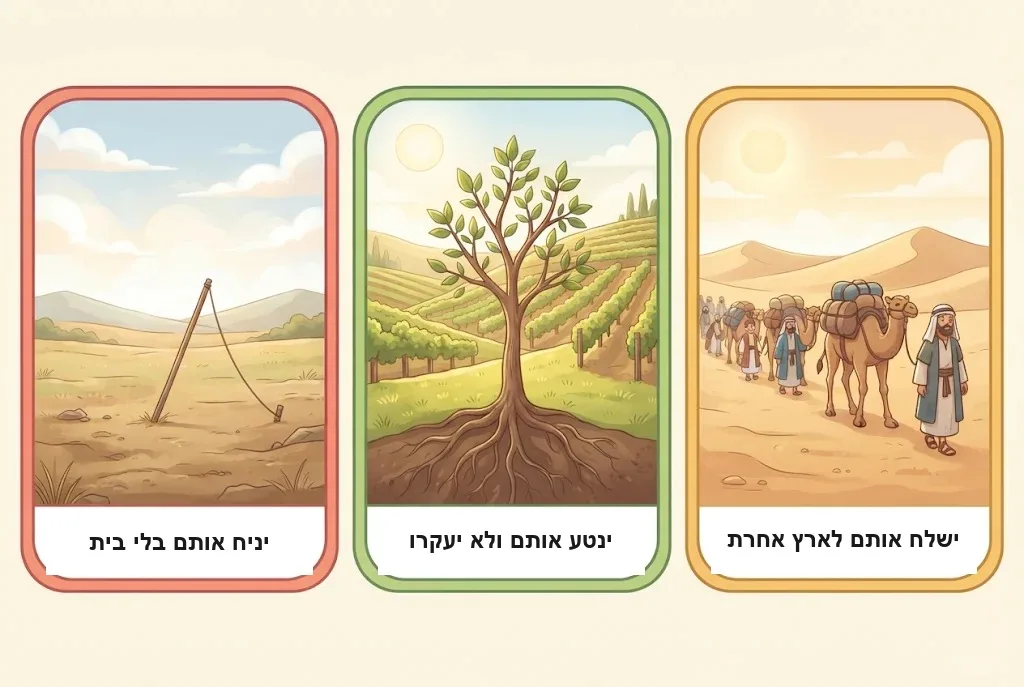 ישלח אותם לארץ אחרת
ינטע אותם ולא יעקרו
יניח אותם בלי בית